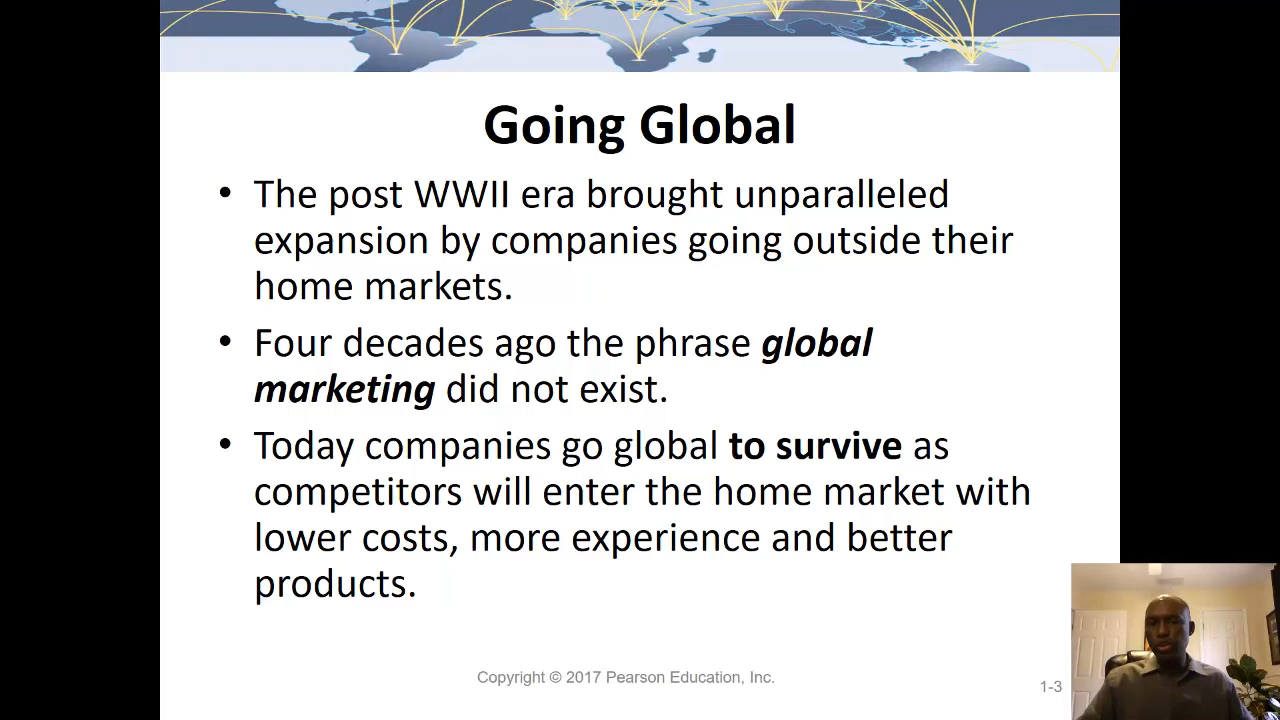 Going Global
• The post WWII era brought unparalleled
expansion by companies going outside their
home markets.
• Four decades ago the phrase global
marketing did not exist.
• Today companies go global to survive as
competitors will enter the home market with
lower costs, more experience and better
products.
Copyright © 2017 Pearson Education, Inc.
1-3